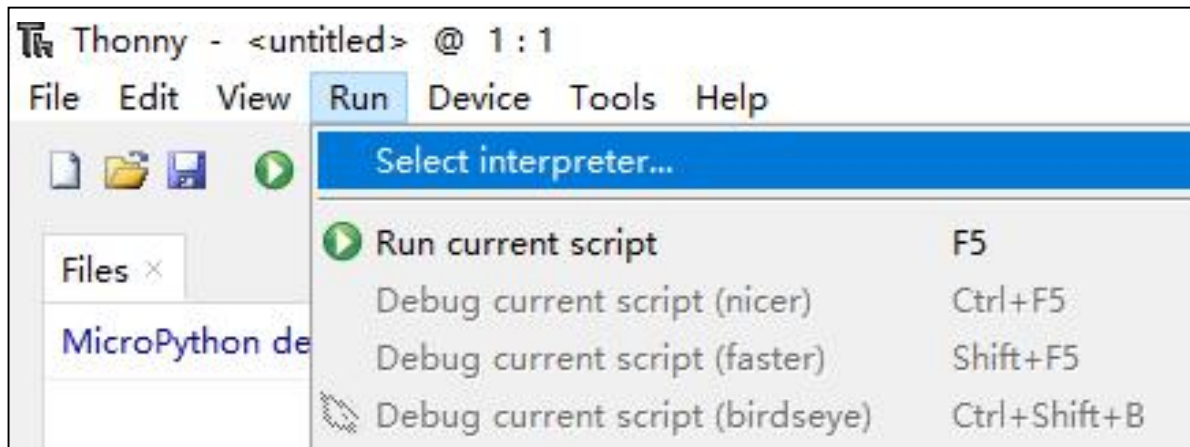 Thonny - <untitled> @ 1:1
File Edit View Run Device Tools Help
Select interpreter...
Run current script F5
Files ×
Debug current script (nicer) Ctrl+F5
MicroPython de
Debug current script (faster) Shift+F5
Debug current script (birdseye) Ctrl+Shift+B